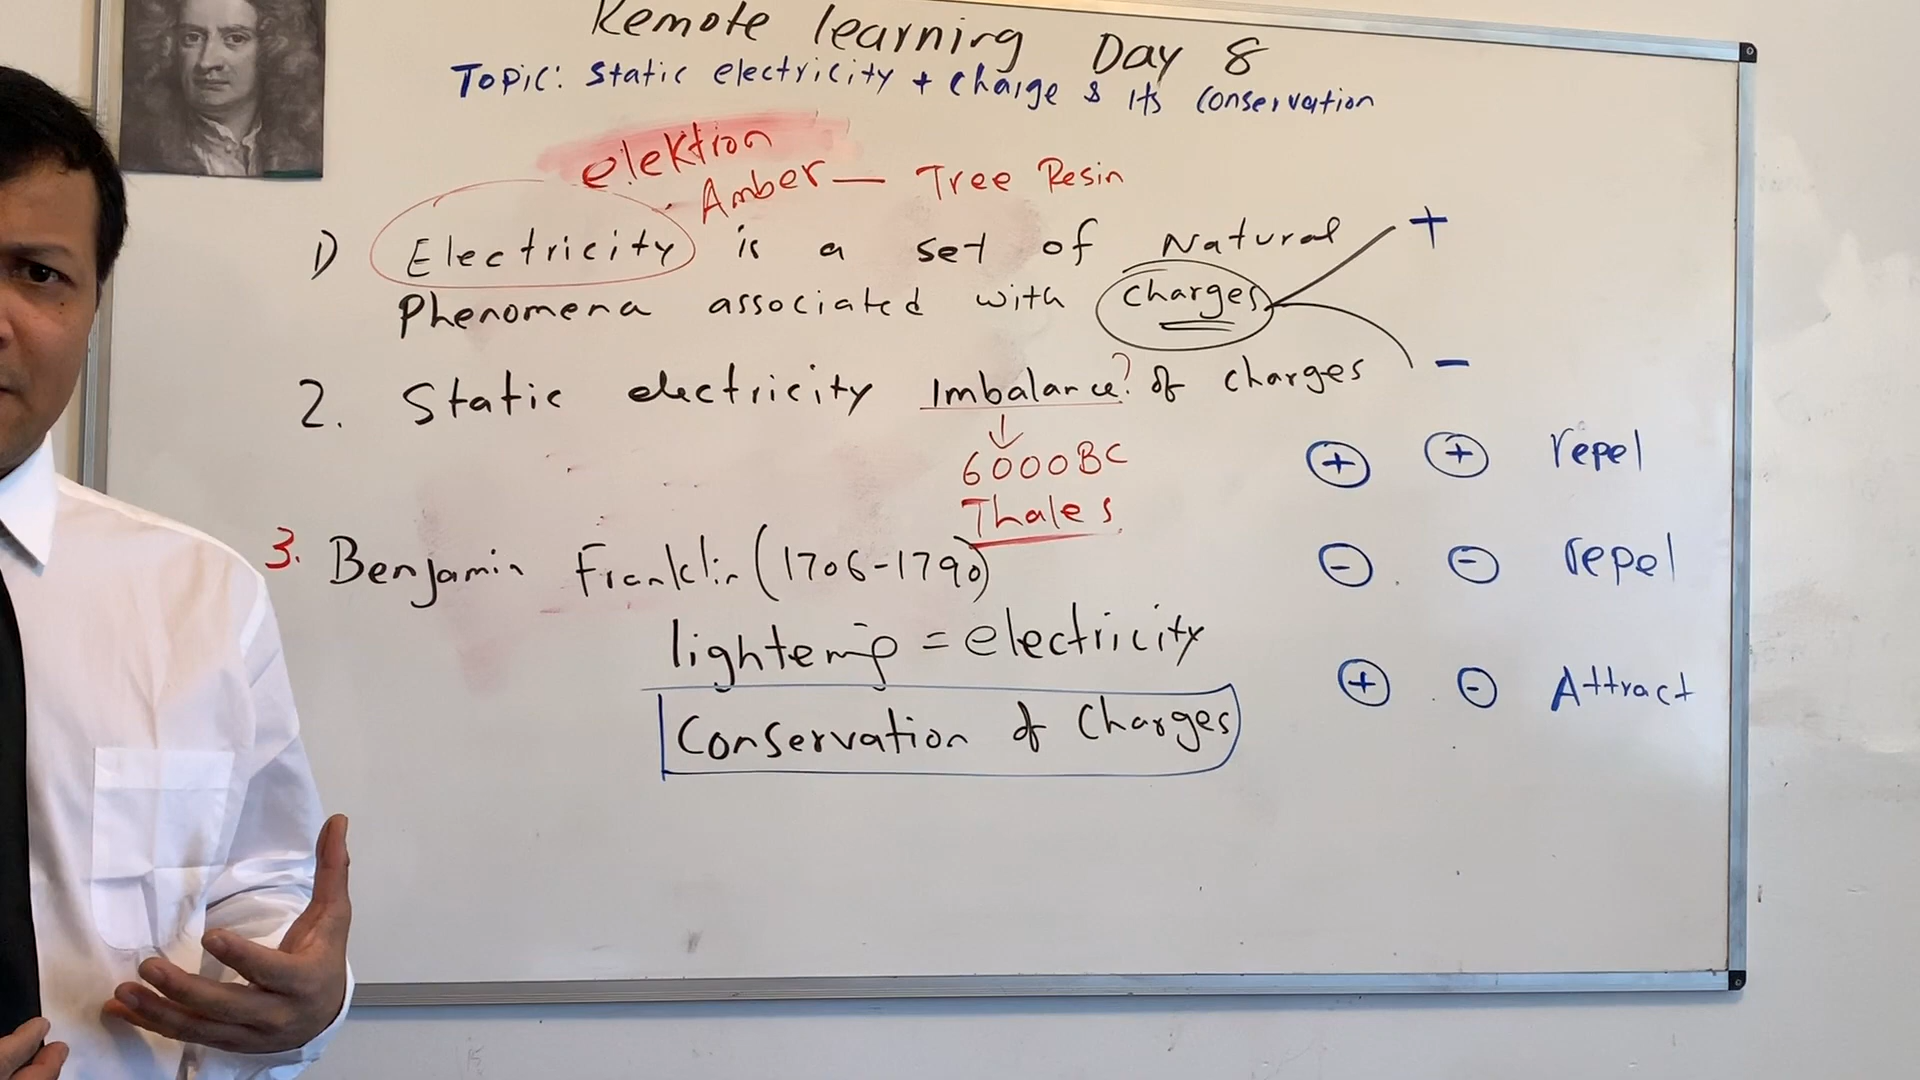 Remote learning Day 8
Topic: Static electricity + Charge & Its Conservation
elektron
Amber — Tree Resin
1) Electricity is a set of Natural
Phenomena associated with Charges
+
-
2. Static electricity Imbalance? of charges
6000BC
Thales
+ + repel
- - repel
+ - Attract
3. Benjamin Franklin (1706-1790)
lightening = electricity
Conservation of Charges